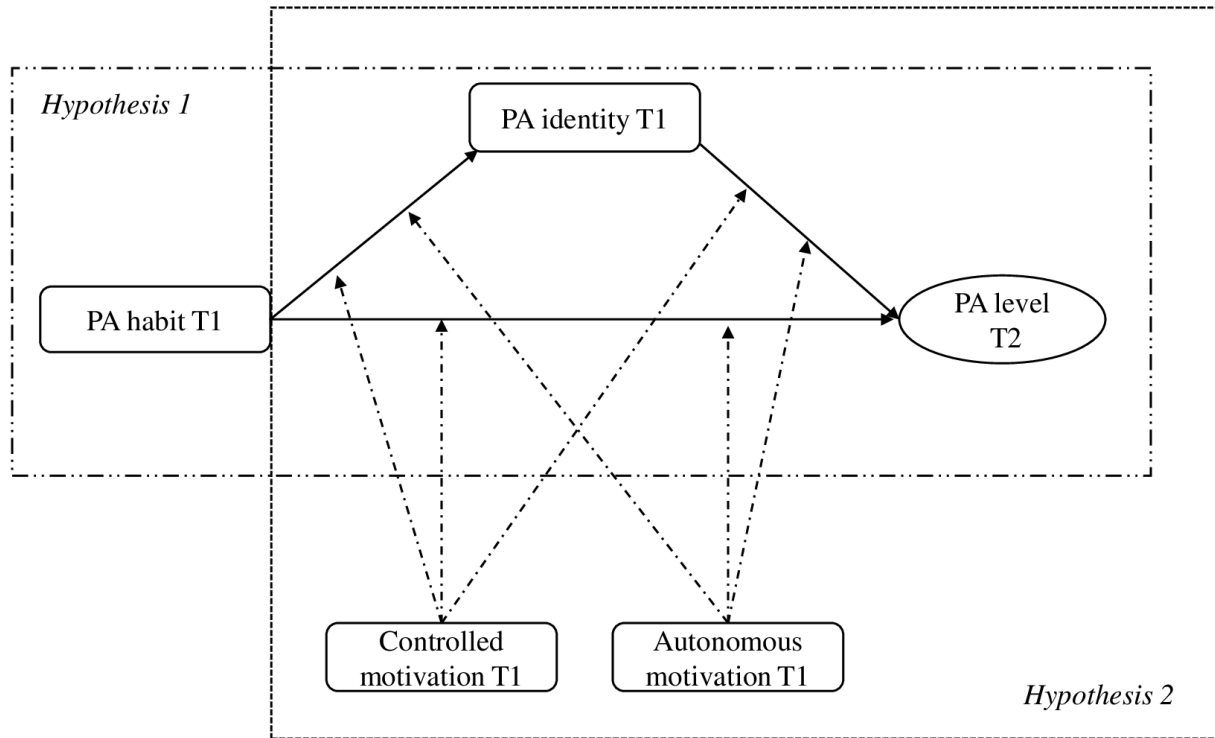 Hypothesis 1
PA identity T1
PA habit T1
PA level
T2
Controlled
motivation T1
Autonomous
motivation T1
Hypothesis 2